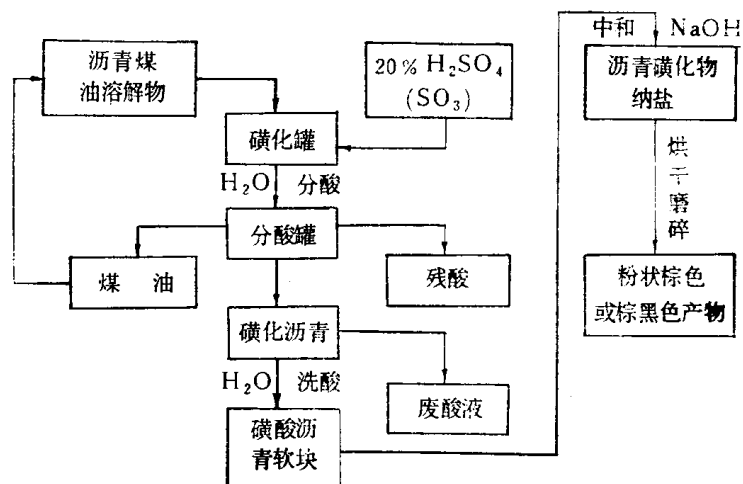 沥青煤
油溶解物
20% H₂SO₄
(SO₃)
中和 NaOH
沥青磺化物
纳盐
磺化罐
H₂O 分酸
烘干磨碎
分酸罐
煤 油
残酸
粉状棕色
或棕黑色产物
磺化沥青
H₂O 洗酸
废酸液
磺酸沥
青软块